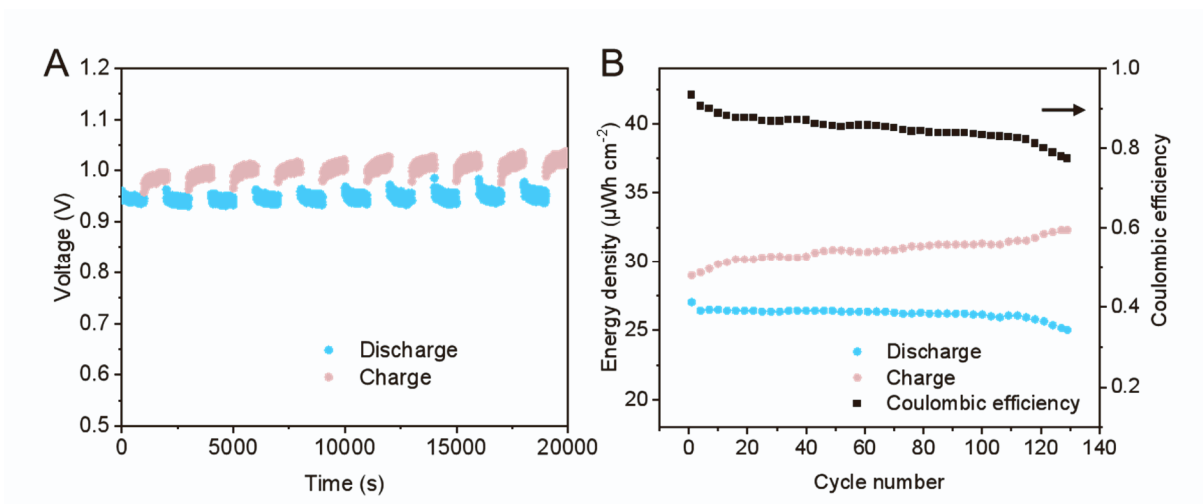 A
1.2
1.1
1.0
0.9
0.8
0.7
0.6
0.5
Voltage (V)
0
5000
10000
15000
20000
Time (s)
Discharge
Charge
B
40
35
30
25
20
Energy density (µWh cm⁻²)
1.0
0.8
0.6
0.4
0.2
Coulombic efficiency
0
20
40
60
80
100
120
140
Cycle number
Discharge
Charge
Coulombic efficiency